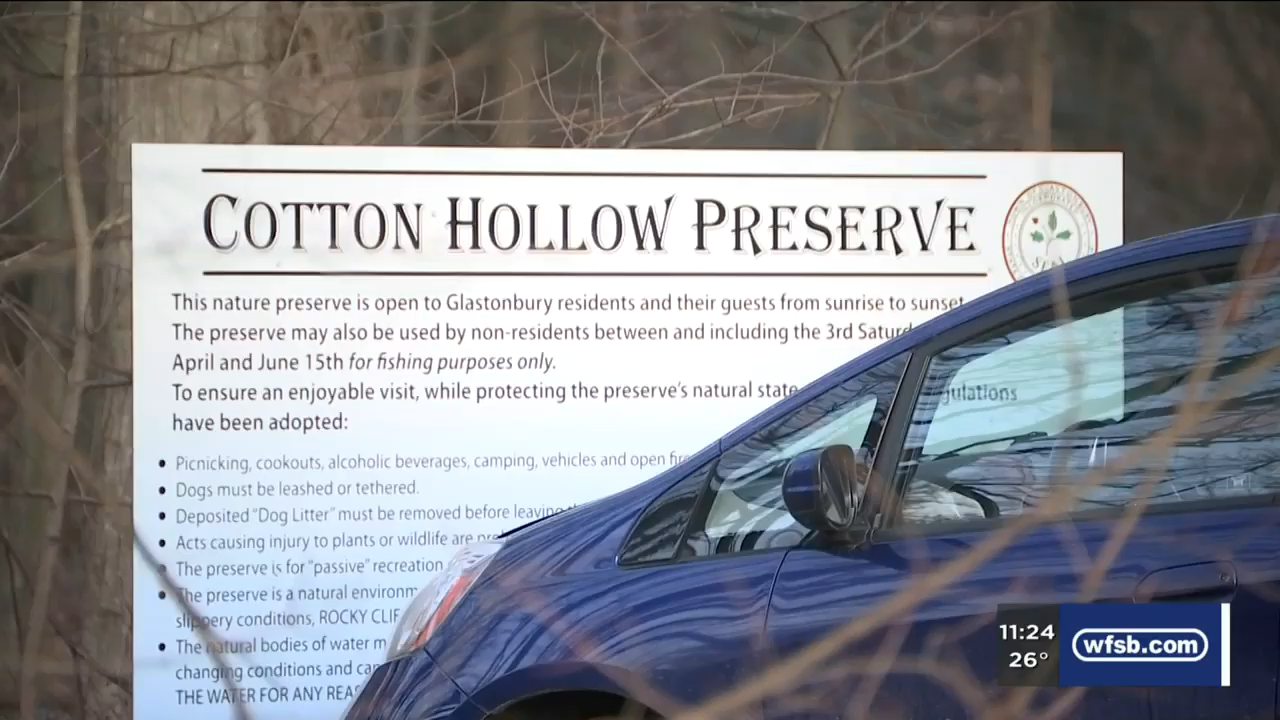 COTTON HOLLOW PRESERVE
This nature preserve is open to Glastonbury residents and their guests from sunrise to sunset
The preserve may also be used by non-residents between and including the 3rd
April and June 15th for fishing purposes only.
To ensure an enjoyable visit, while protecting the preserve's natural
have been adopted:
• Picnicking, cookouts, alcoholic beverages, camping, vehicles and open
• Dogs must be leashed or tethered.
• Deposited "Dog Litter" must be removed before leaving
• Acts causing injury to plants or wildlife are
• The preserve is for "passive" recreation
• The preserve is a natural
slippery conditions, ROCKY
• The natural bodies of water
changing conditions and
THE WATER FOR ANY
11:24
26°
wfsb.com